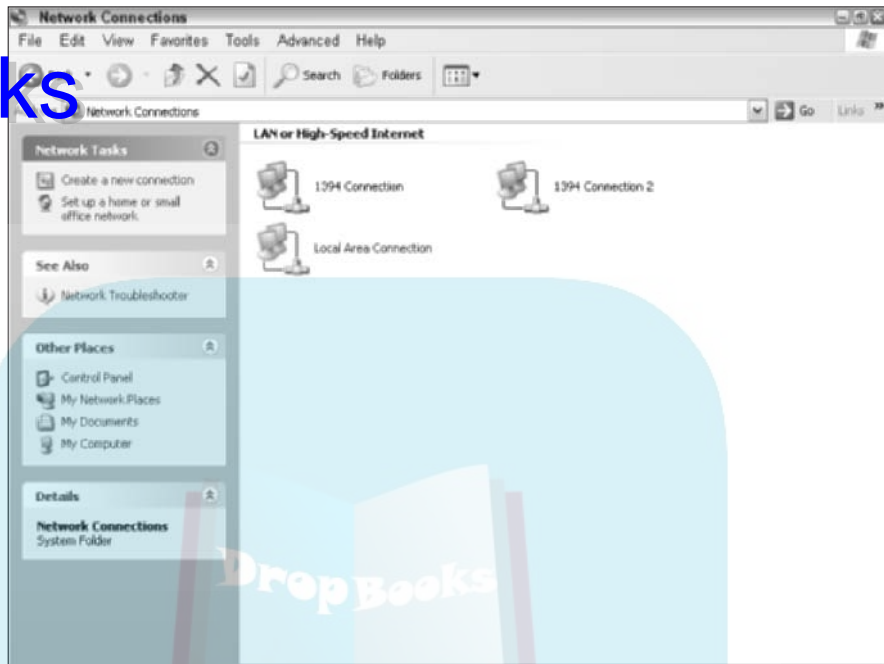 Network Connections
File Edit View Favorites Tools Advanced Help
ks
Search Folders
Network Connections
Go Links »
Network Tasks
Create a new connection
Set up a home or small
office network
See Also
Network Troubleshooter
Other Places
Control Panel
My Network Places
My Documents
My Computer
Details
Network Connections
System Folder
LAN or High-Speed Internet
1394 Connection
1394 Connection 2
Local Area Connection
DropBooks